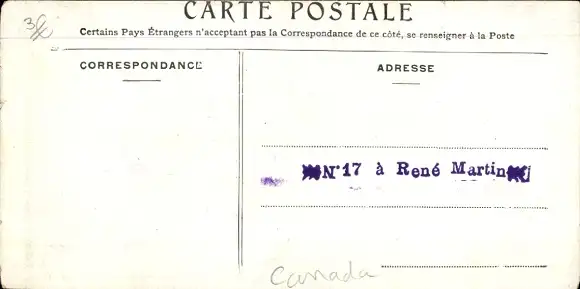 CARTE POSTALE
Certains Pays Étrangers n'acceptant pas la Correspondance de ce côté, se renseigner à la Poste
CORRESPONDANCE
ADRESSE
N°17 à René Martin
Canada